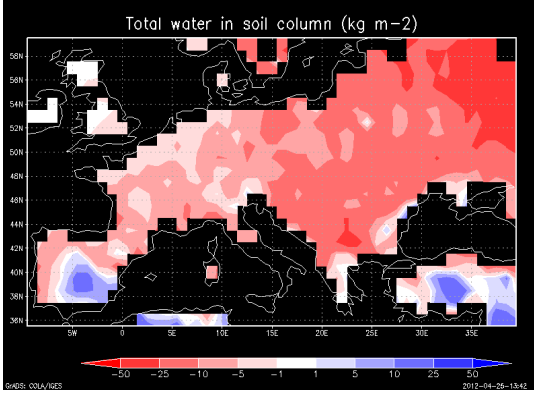 Total water in soil column (kg m-2)
58N
56N
54N
52N
50N
48N
46N
44N
42N
40N
38N
36N
5W 0 5E 10E 15E 20E 25E 30E 35E
-50 -25 -10 -5 -1 1 5 10 25 50
GrADS: COLA/IGES 2012-04-26-13:42